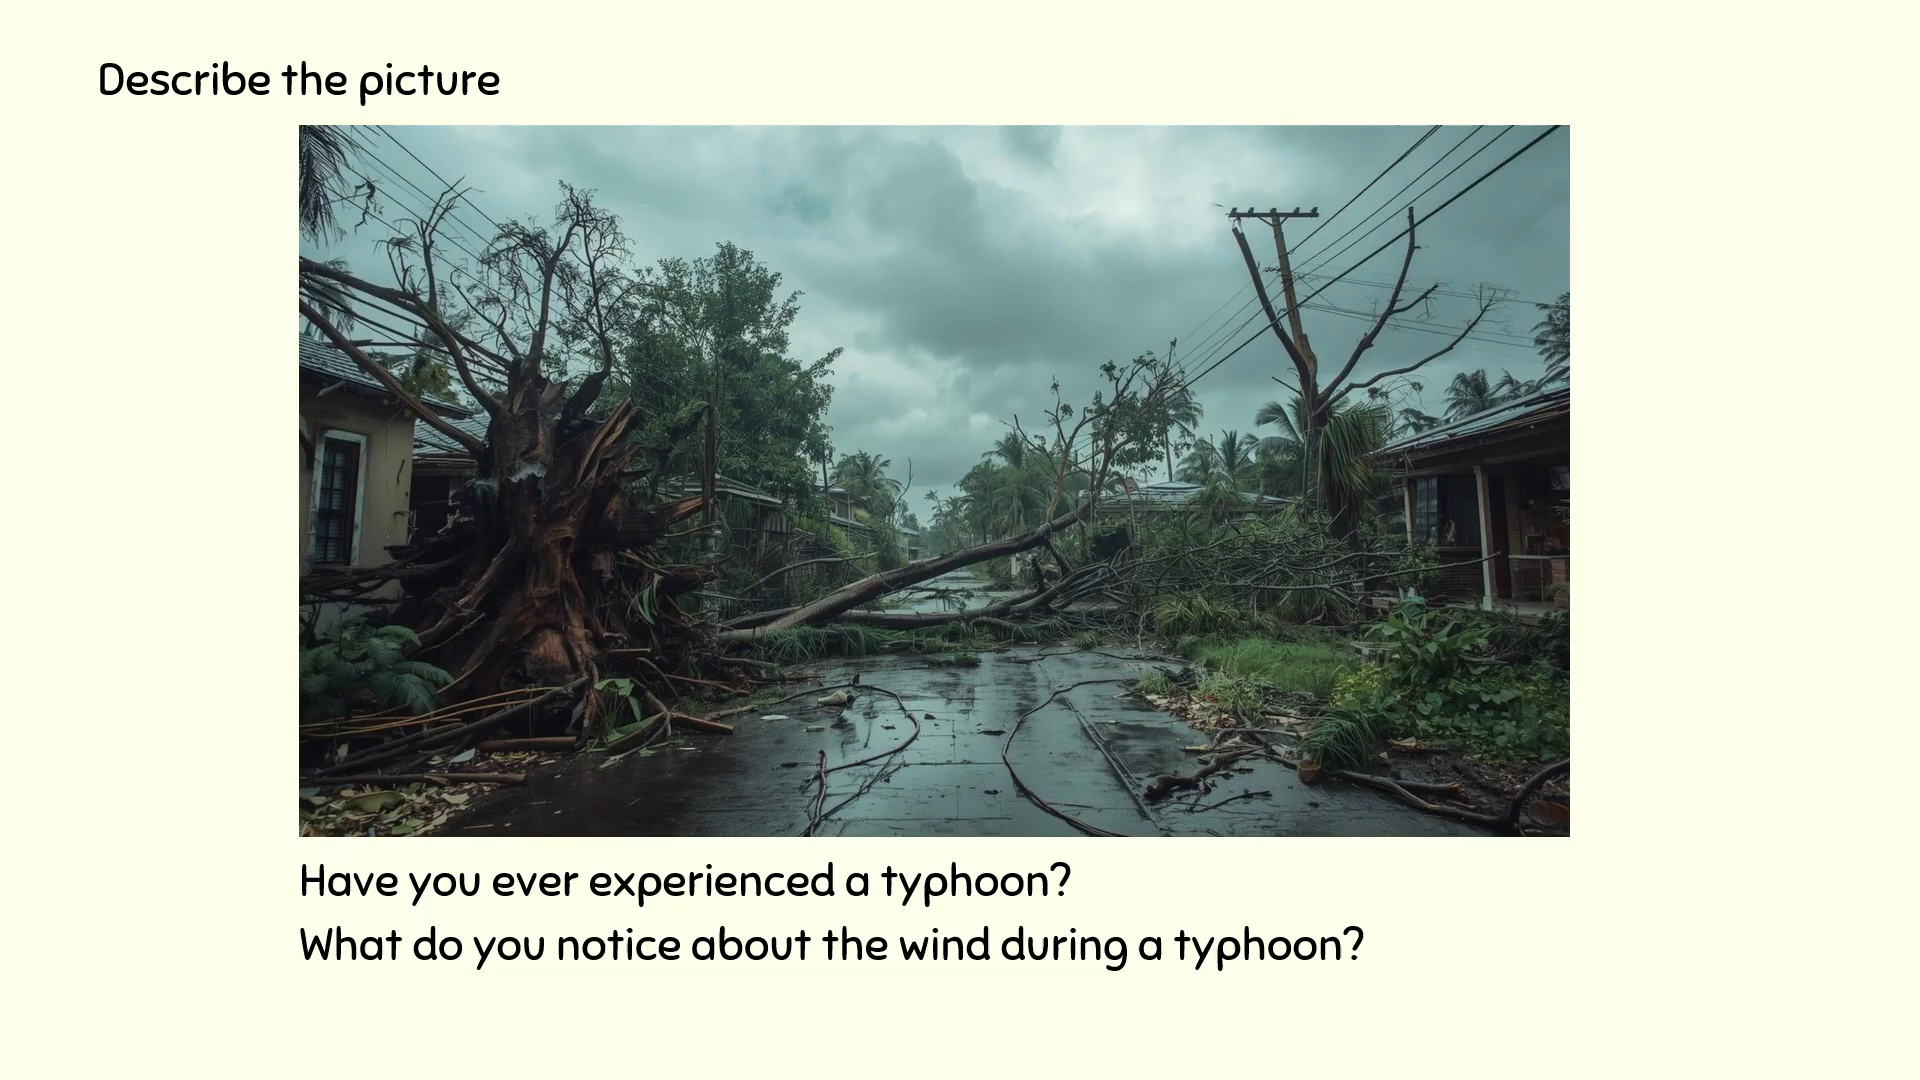 Describe the picture
Have you ever experienced a typhoon?
What do you notice about the wind during a typhoon?